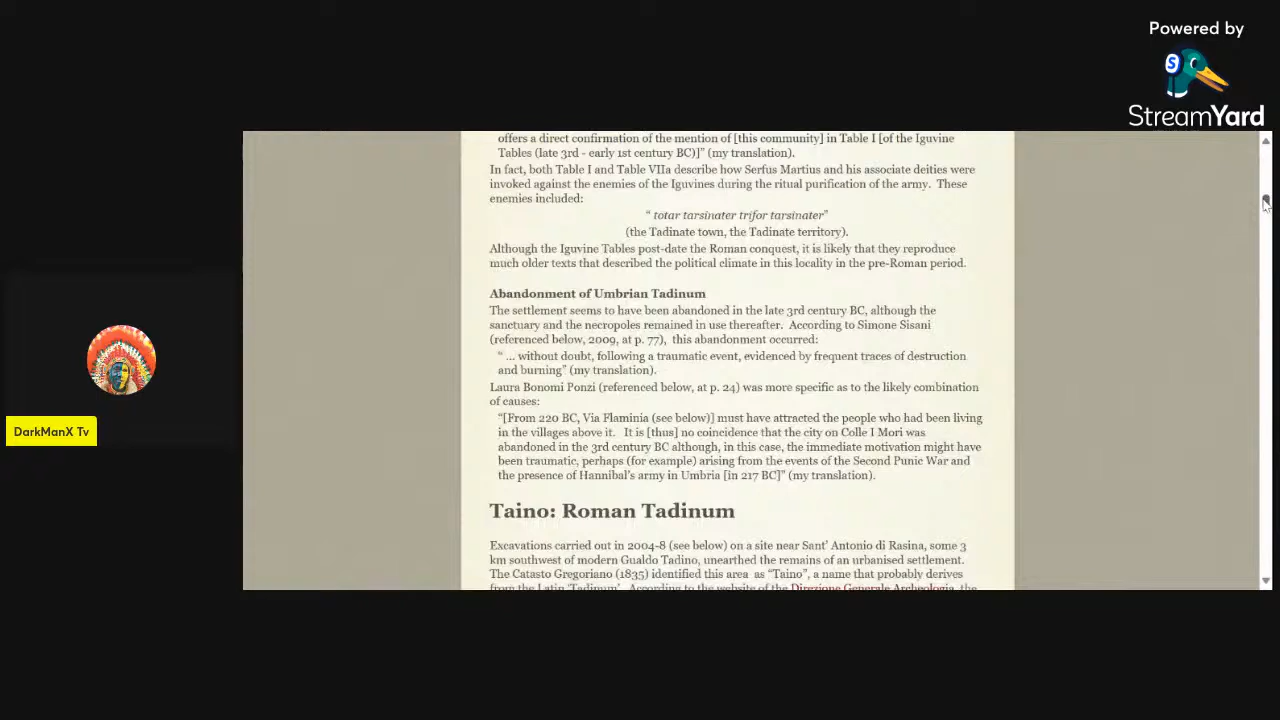 Powered by
StreamYard
offers a direct confirmation of the mention of [this community] in Table I [of the Iguvine
Tables (late 3rd - early 1st century BC)]” (my translation).
In fact, both Table I and Table VIIa describe how Serfus Martius and his associate deities were
invoked against the enemies of the Iguvines during the ritual purification of the army.  These
enemies included:
“ totar tarsinater trifor tarsinater”
(the Tadinate town, the Tadinate territory).
Although the Iguvine Tables post-date the Roman conquest, it is likely that they reproduce
much older texts that described the political climate in this locality in the pre-Roman period.
Abandonment of Umbrian Tadinum
The settlement seems to have been abandoned in the late 3rd century BC, although the
sanctuary and the necropoles remained in use thereafter.  According to Simone Sisani
(referenced below, 2009, at p. 77),  this abandonment occurred:
“ ... without doubt, following a traumatic event, evidenced by frequent traces of destruction
and burning” (my translation).
Laura Bonomi Ponzi (referenced below, at p. 24) was more specific as to the likely combination
of causes:
“[From 220 BC, Via Flaminia (see below)] must have attracted the people who had been living
in the villages above it.   It is [thus] no coincidence that the city on Colle I Mori was
abandoned in the 3rd century BC although, in this case, the immediate motivation might have
been traumatic, perhaps (for example) arising from the events of the Second Punic War and
the presence of Hannibal’s army in Umbria [in 217 BC]” (my translation).
Taino: Roman Tadinum
Excavations carried out in 2004-8 (see below) on a site near Sant’ Antonio di Rasina, some 3
km southwest of modern Gualdo Tadino, unearthed the remains of an urbanised settlement.
The Catasto Gregoriano (1835) identified this area  as “Taino”, a name that probably derives
from the Latin ‘Tadinum’.  According to the website of the Direzione Generale Archeologia, the
DarkManX Tv